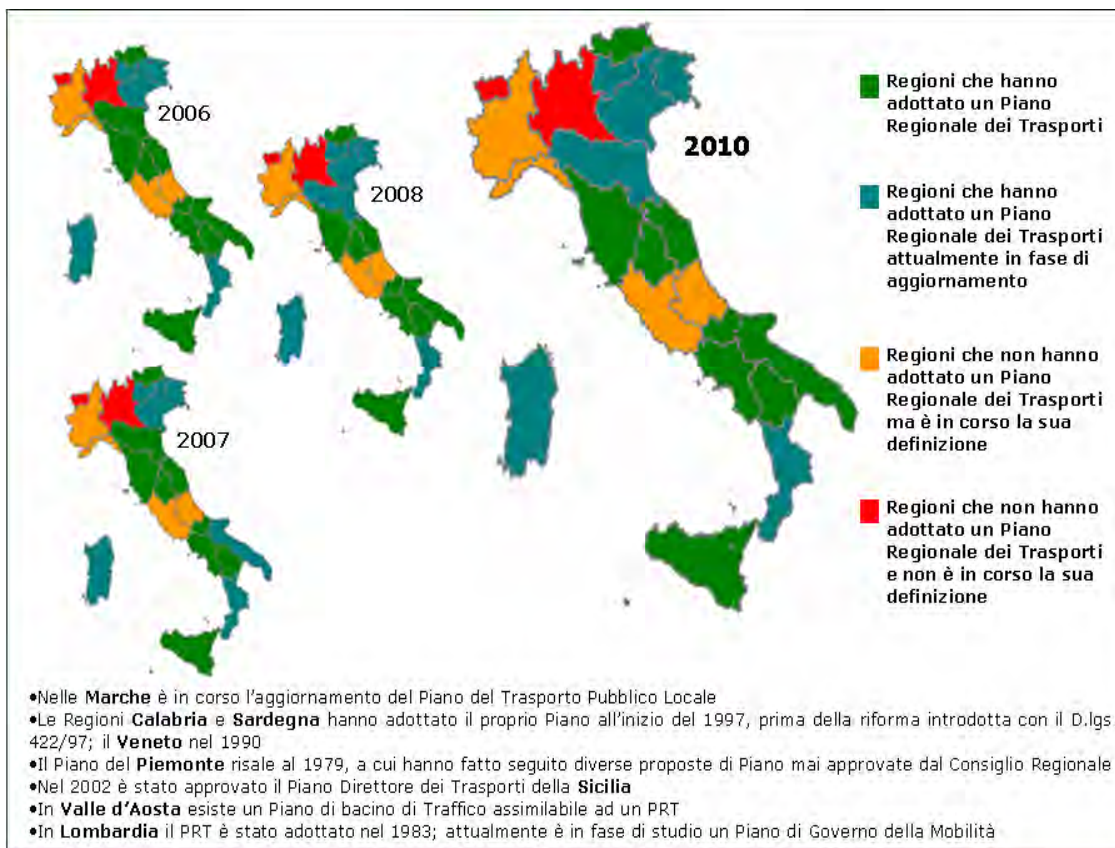 2006
2008
2010
2007
Regioni che hanno
adottato un Piano
Regionale dei Trasporti
Regioni che hanno
adottato un Piano
Regionale dei Trasporti
attualmente in fase di
aggiornamento
Regioni che non hanno
adottato un Piano
Regionale dei Trasporti
ma è in corso la sua
definizione
Regioni che non hanno
adottato un Piano
Regionale dei Trasporti
e non è in corso la sua
definizione
•Nelle Marche è in corso l'aggiornamento del Piano del Trasporto Pubblico Locale
•Le Regioni Calabria e Sardegna hanno adottato il proprio Piano all'inizio del 1997, prima della riforma introdotta con il D.lgs
422/97; il Veneto nel 1990
•Il Piano del Piemonte risale al 1979, a cui hanno fatto seguito diverse proposte di Piano mai approvate dal Consiglio Regionale
•Nel 2002 è stato approvato il Piano Direttore dei Trasporti della Sicilia
•In Valle d'Aosta esiste un Piano di bacino di Traffico assimilabile ad un PRT
•In Lombardia il PRT è stato adottato nel 1983; attualmente è in fase di studio un Piano di Governo della Mobilità